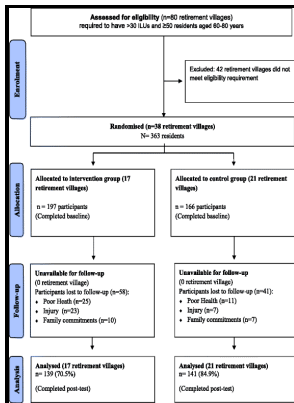 Assessed for eligibility (n=80 retirement villages)
required to have >30 ILUs and ≥50 residents aged 60-80 years
Enrolment
Excluded: 42 retirement villages did not
meet eligibility requirement
Randomised (n=38 retirement villages)
N= 363 residents
Allocation
Allocated to intervention group (17
retirement villages)
n = 197 participants
(Completed baseline)
Allocated to control group (21
retirement villages)
n = 166 participants
(Completed baseline)
Follow-up
Unavailable for follow-up
(0 retirement village)
Participants lost to follow-up (n=58):
♦ Poor Heath (n=25)
♦ Injury (n=23)
♦ Family commitments (n=10)
Unavailable for follow-up
(0 retirement village)
Participants lost to follow-up (n=41):
♦ Poor Health (n=11)
♦ Injury (n=7)
♦ Family commitments (n=7)
Analysis
Analysed (17 retirement villages)
n= 139 (70.5%)
(Completed post-test)
Analysed (21 retirement villages)
n= 141 (84.9%)
(Completed post-test)